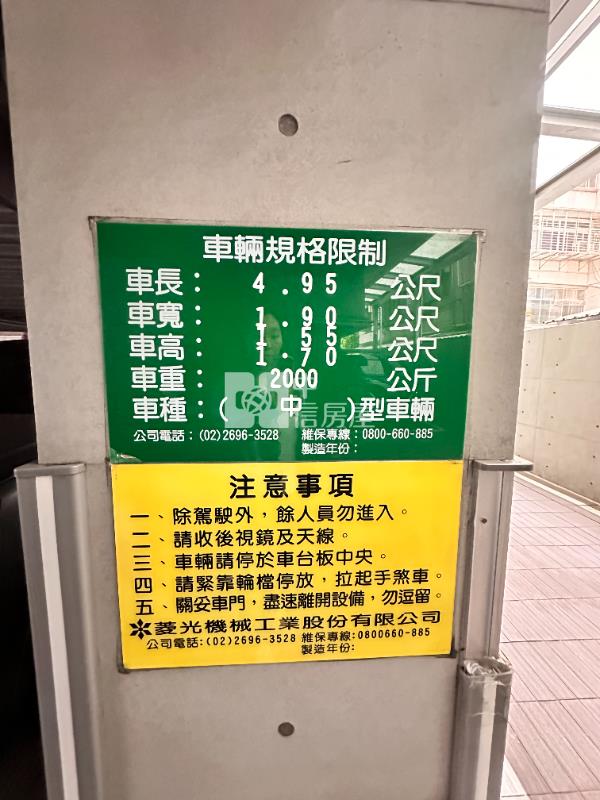 車輛規格限制
車長： 4.95 公尺
車寬： 1.90 公尺
1.55
車高： 1.70 公尺
車重： 2000 公斤
車種：( 中 )型車輛
公司電話：(02)2696-3528 維保專線：0800-660-885
製造年份：
信房屋
注意事項
一、除駕駛外，餘人員勿進入。
二、請收後視鏡及天線。
三、車輛請停於車台板中央。
四、請緊靠輪檔停放，拉起手煞車。
五、關妥車門，盡速離開設備，勿逗留。
菱光機械工業股份有限公司
公司電話:(02)2696-3528 維保專線:0800660-885
製造年份: